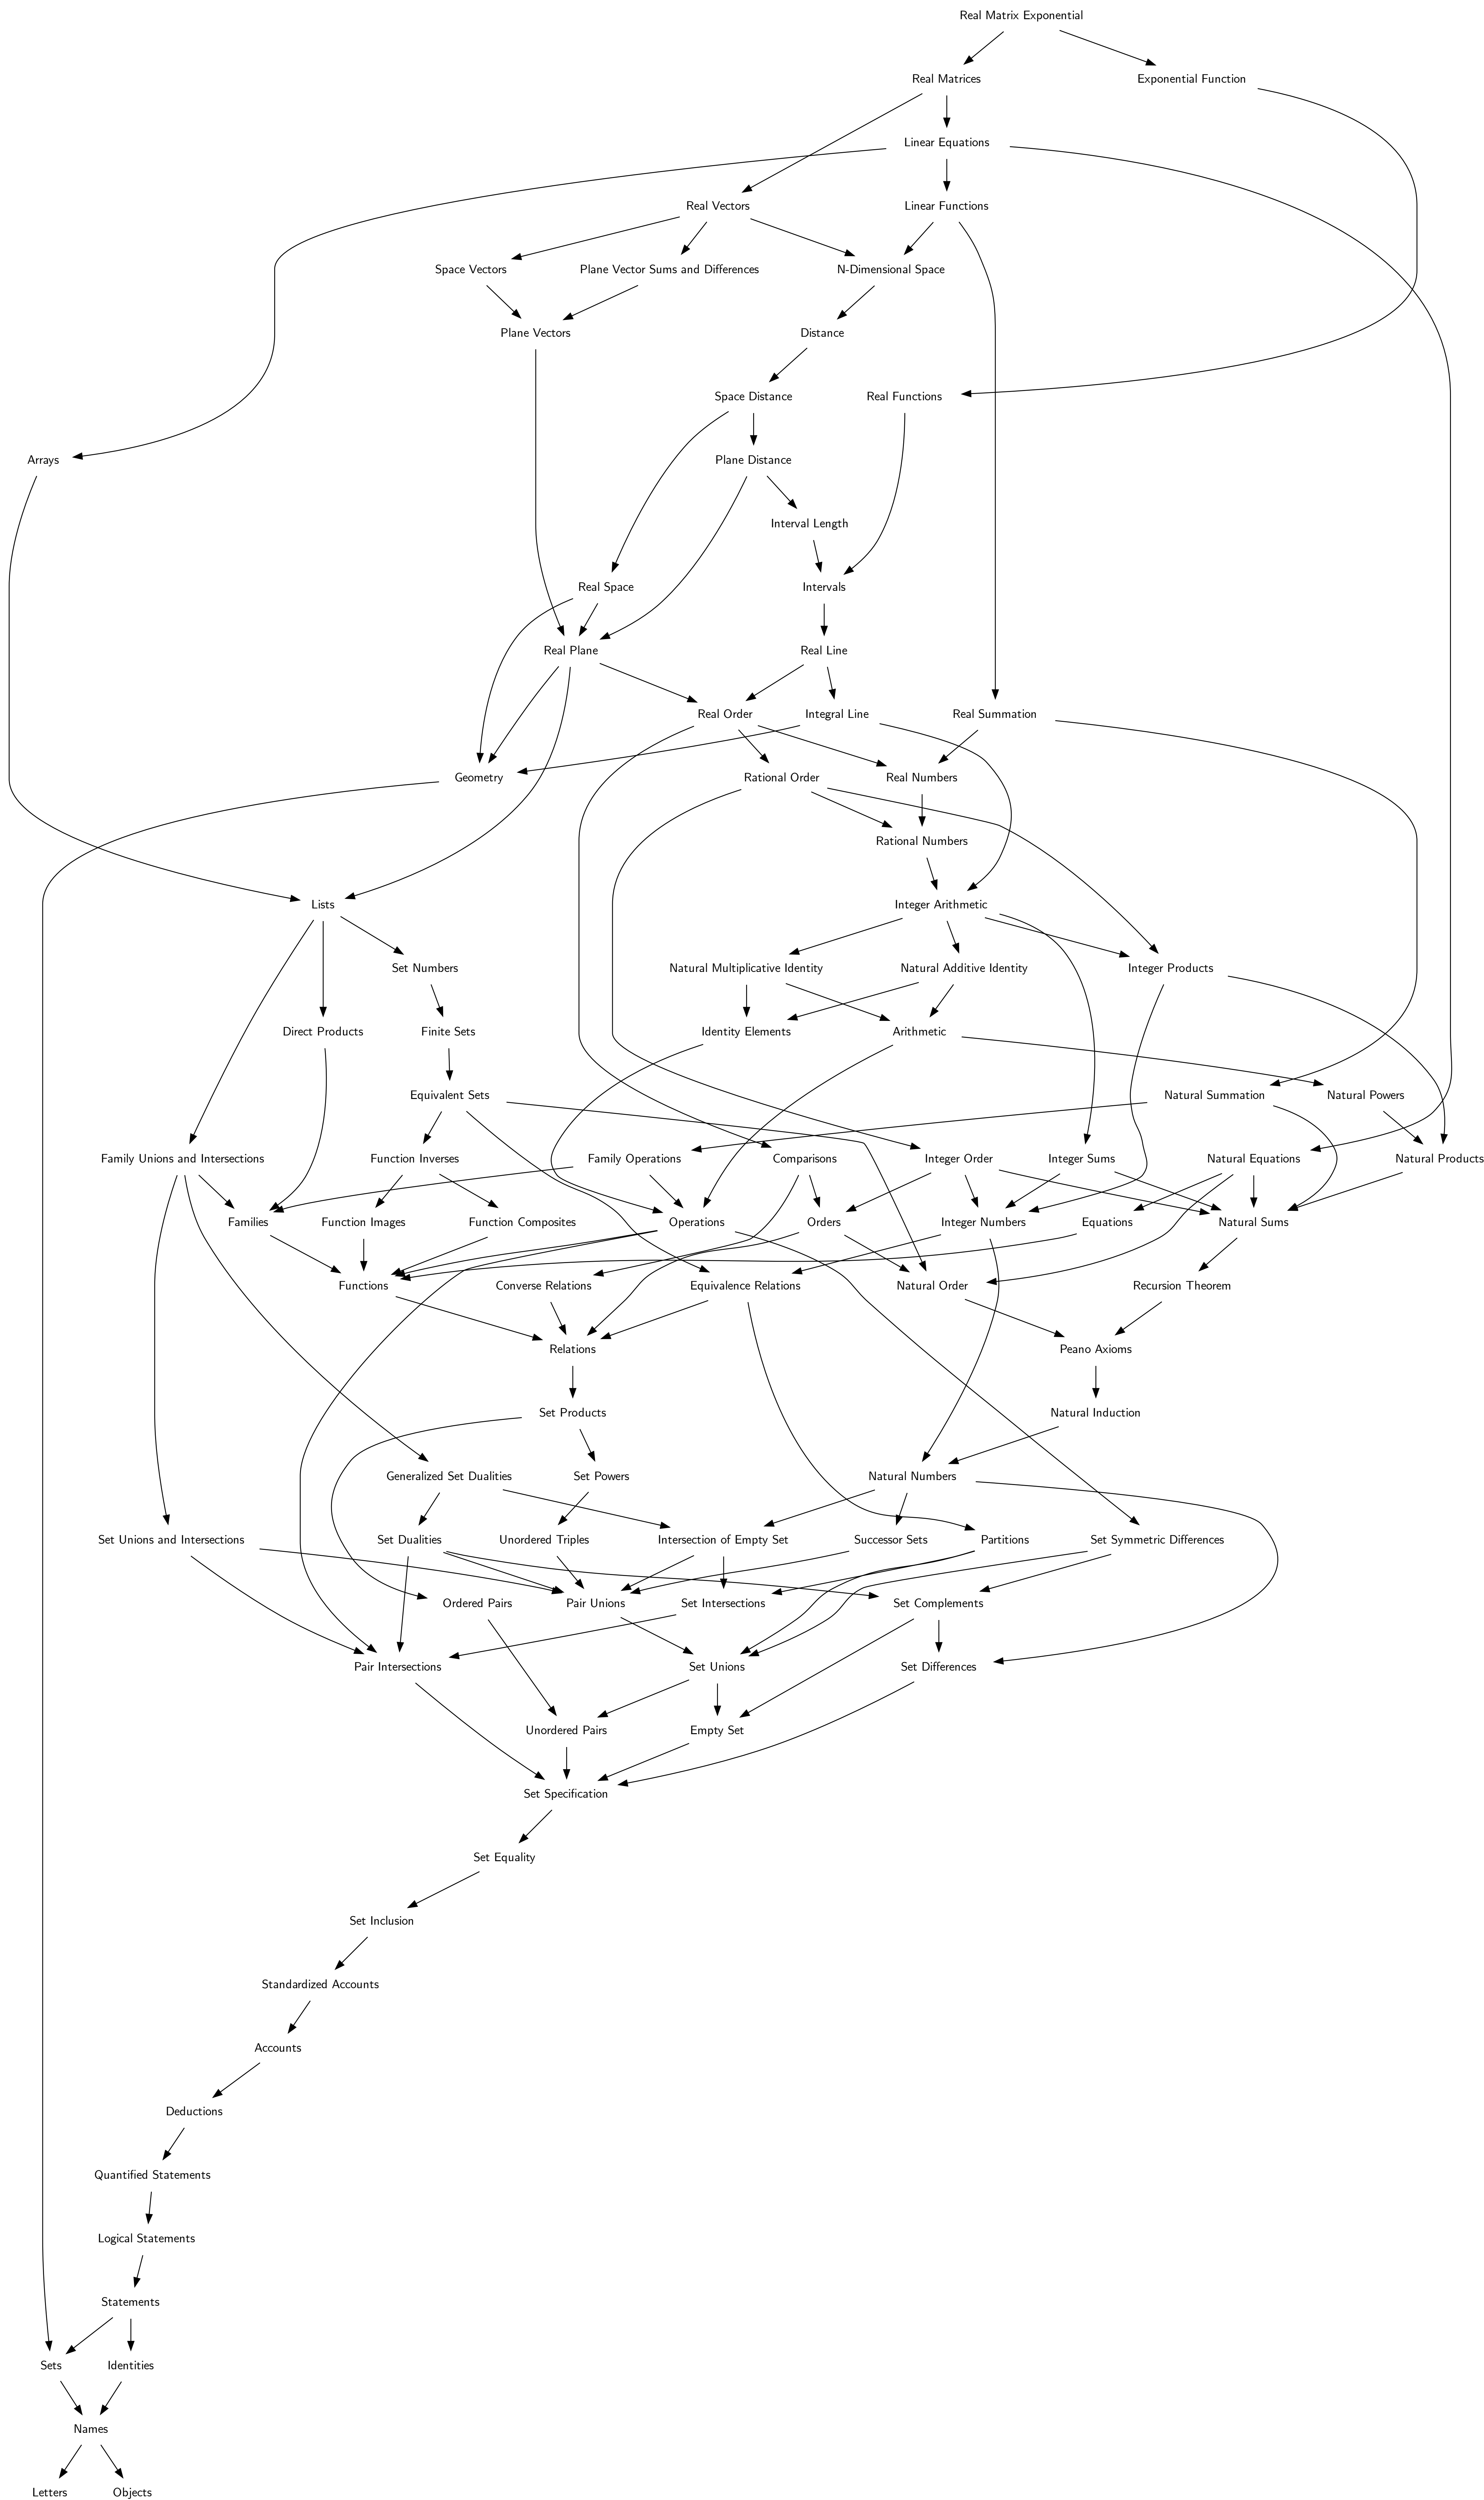 Real Matrix Exponential
Real Matrices
Exponential Function
Linear Equations
Real Vectors
Linear Functions
Space Vectors
Plane Vector Sums and Differences
N-Dimensional Space
Plane Vectors
Distance
Space Distance
Real Functions
Arrays
Plane Distance
Interval Length
Real Space
Intervals
Real Plane
Real Line
Real Order
Integral Line
Real Summation
Geometry
Rational Order
Real Numbers
Rational Numbers
Lists
Integer Arithmetic
Set Numbers
Natural Multiplicative Identity
Natural Additive Identity
Integer Products
Direct Products
Finite Sets
Identity Elements
Arithmetic
Equivalent Sets
Natural Summation
Natural Powers
Family Unions and Intersections
Function Inverses
Family Operations
Comparisons
Integer Order
Integer Sums
Natural Equations
Natural Products
Families
Function Images
Function Composites
Operations
Orders
Integer Numbers
Equations
Natural Sums
Functions
Converse Relations
Equivalence Relations
Natural Order
Recursion Theorem
Relations
Peano Axioms
Set Products
Natural Induction
Generalized Set Dualities
Set Powers
Natural Numbers
Set Unions and Intersections
Set Dualities
Unordered Triples
Intersection of Empty Set
Successor Sets
Partitions
Set Symmetric Differences
Ordered Pairs
Pair Unions
Set Intersections
Set Complements
Pair Intersections
Set Unions
Set Differences
Unordered Pairs
Empty Set
Set Specification
Set Equality
Set Inclusion
Standardized Accounts
Accounts
Deductions
Quantified Statements
Logical Statements
Statements
Sets
Identities
Names
Letters
Objects